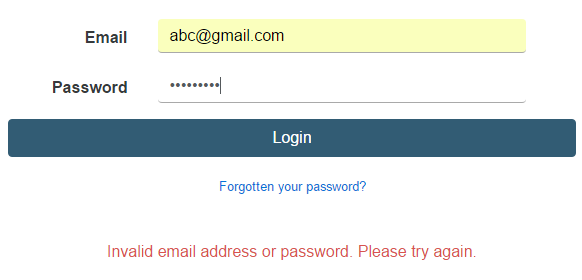 Email abc@gmail.com
Password •••••••••
Login
Forgotten your password?
Invalid email address or password. Please try again.